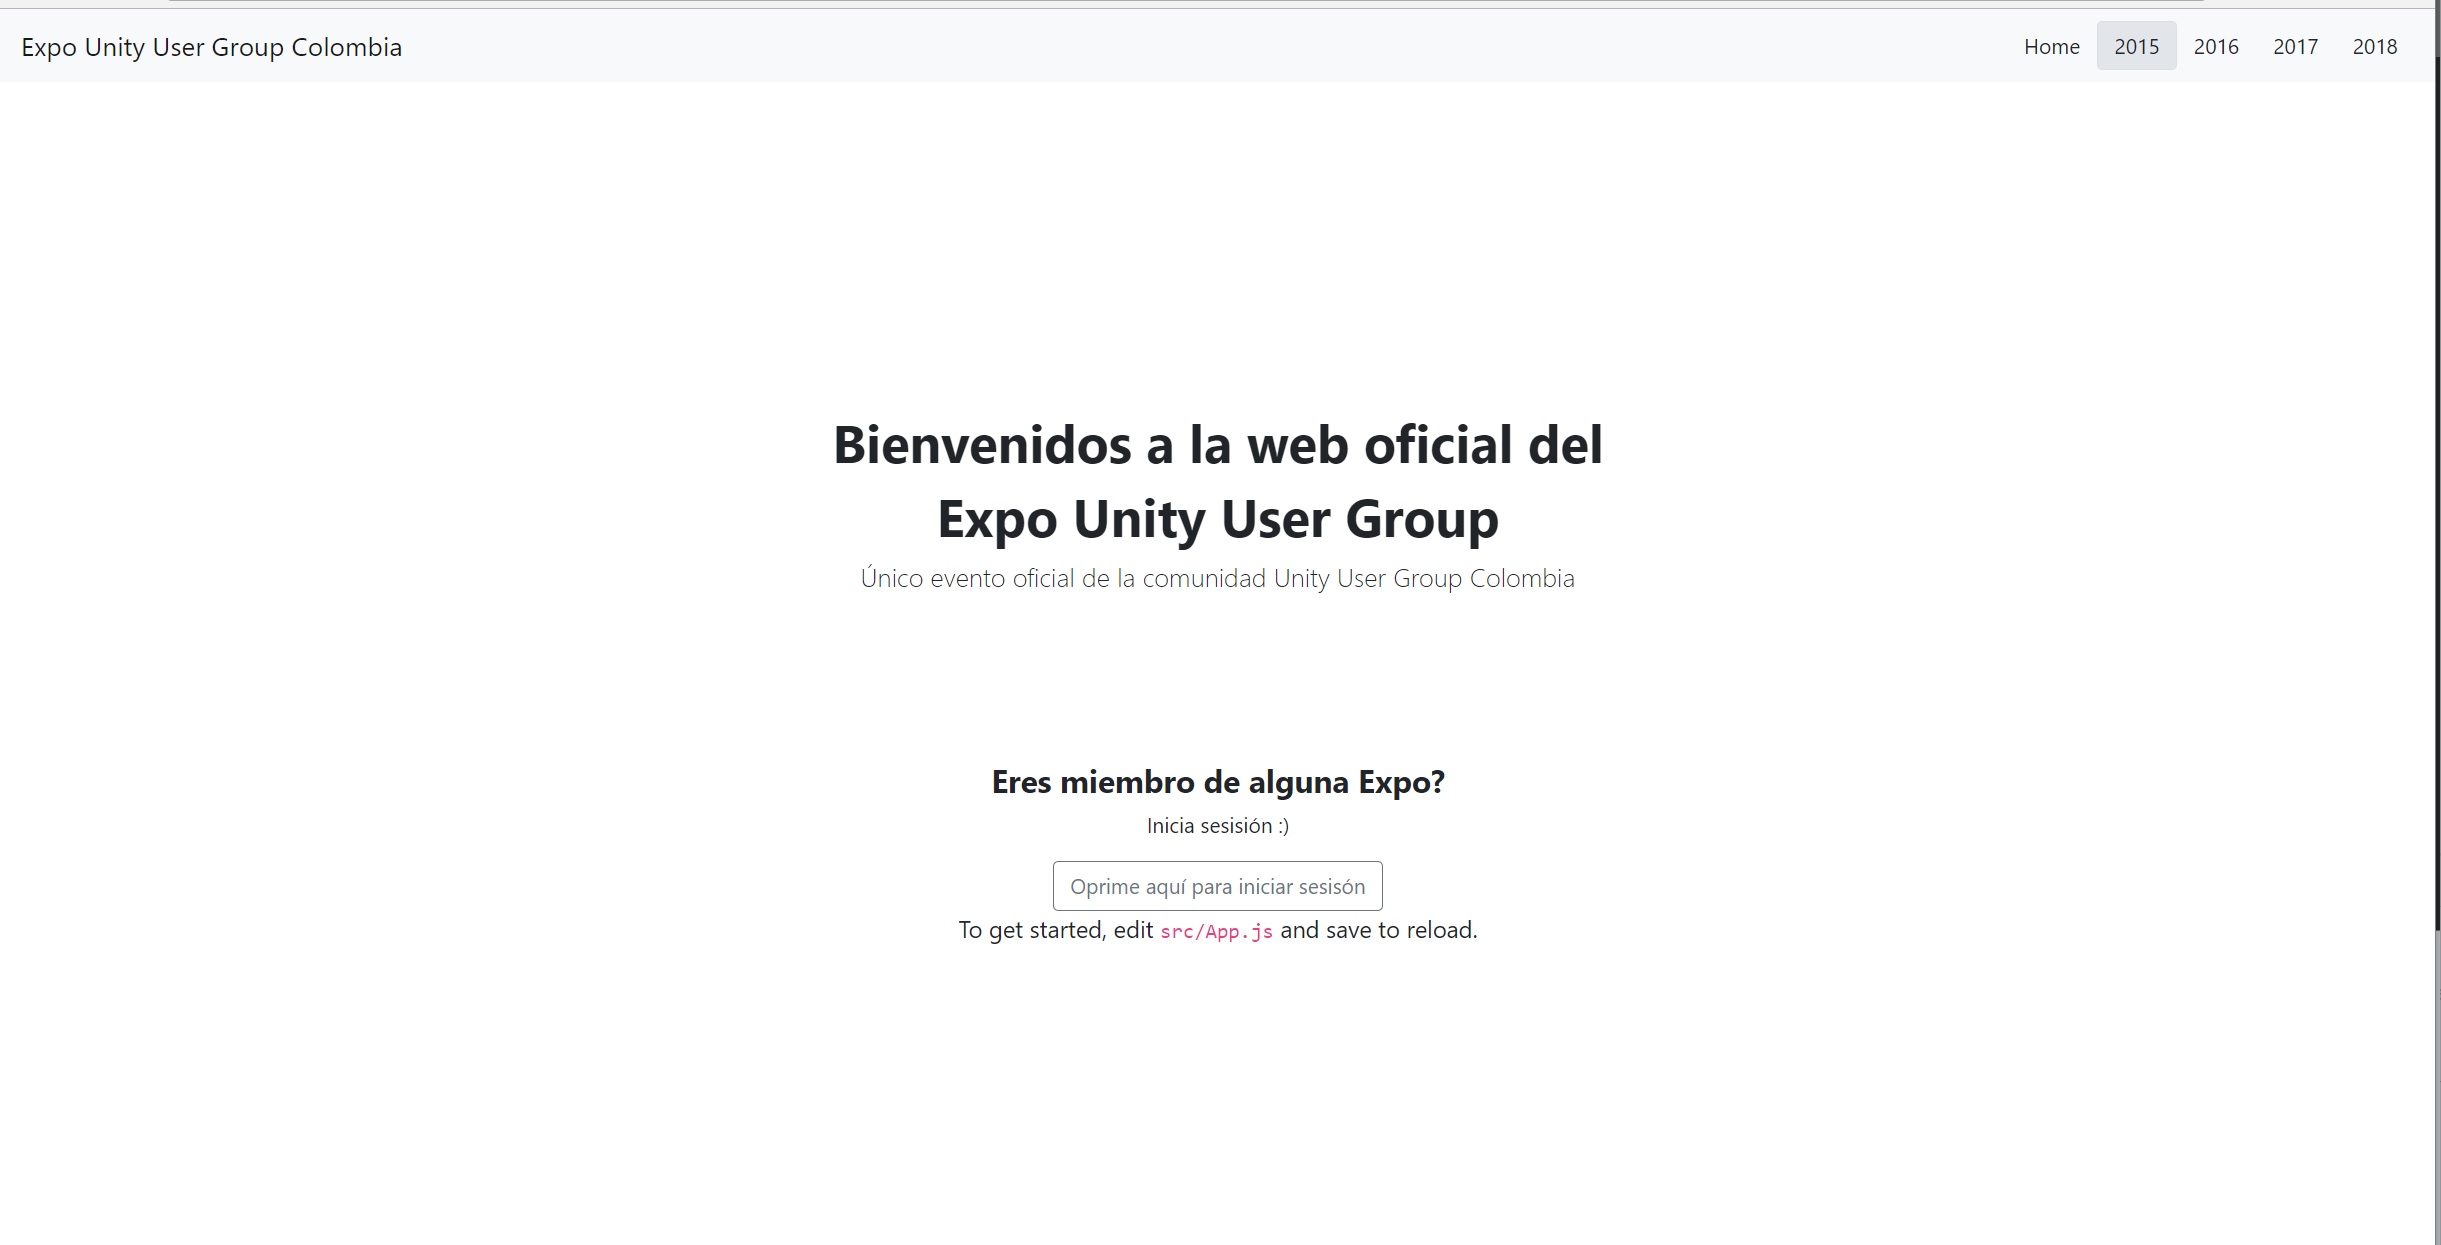 Expo Unity User Group Colombia
Home 2015 2016 2017 2018
Bienvenidos a la web oficial del
Expo Unity User Group
Único evento oficial de la comunidad Unity User Group Colombia
Eres miembro de alguna Expo?
Inicia sesisión :)
Oprime aquí para iniciar sesisón
To get started, edit src/App.js and save to reload.